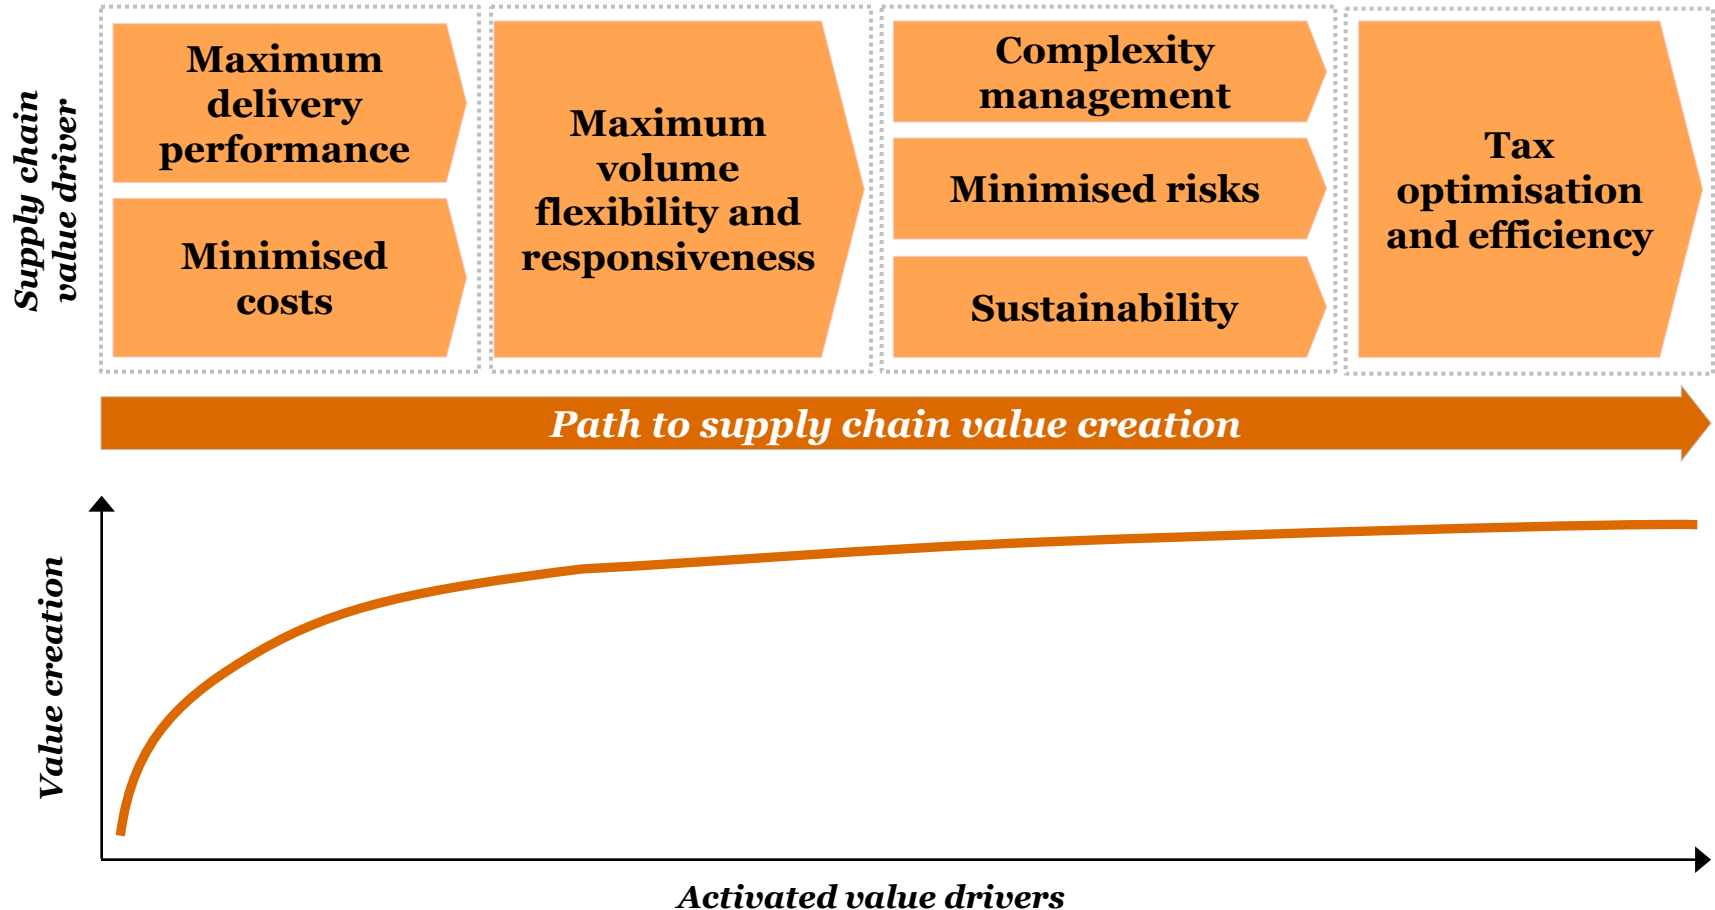 Supply chain
value driver
Maximum
delivery
performance
Minimised
costs
Maximum
volume
flexibility and
responsiveness
Complexity
management
Minimised risks
Sustainability
Tax
optimisation
and efficiency
Path to supply chain value creation
Value creation
Activated value drivers